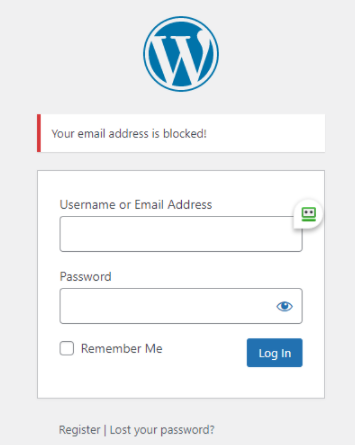 Your email address is blocked!
Username or Email Address
Password
Remember Me
Log In
Register | Lost your password?